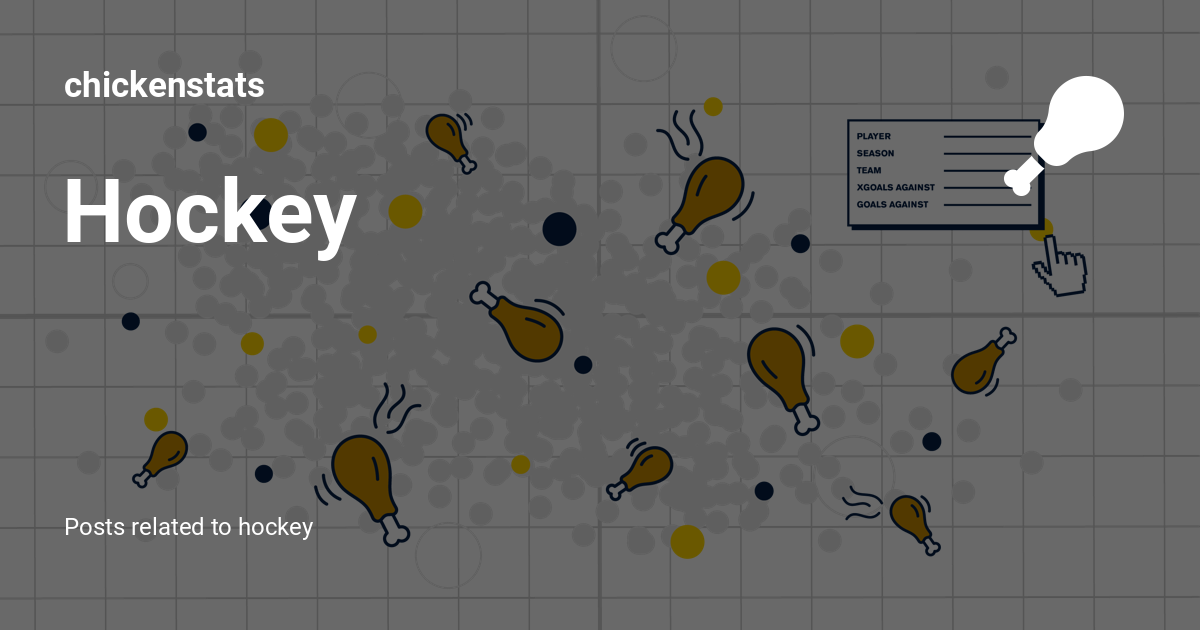 chickenstats
Hockey
PLAYER
SEASON
TEAM
XGOALS AGAINST
GOALS AGAINST
Posts related to hockey